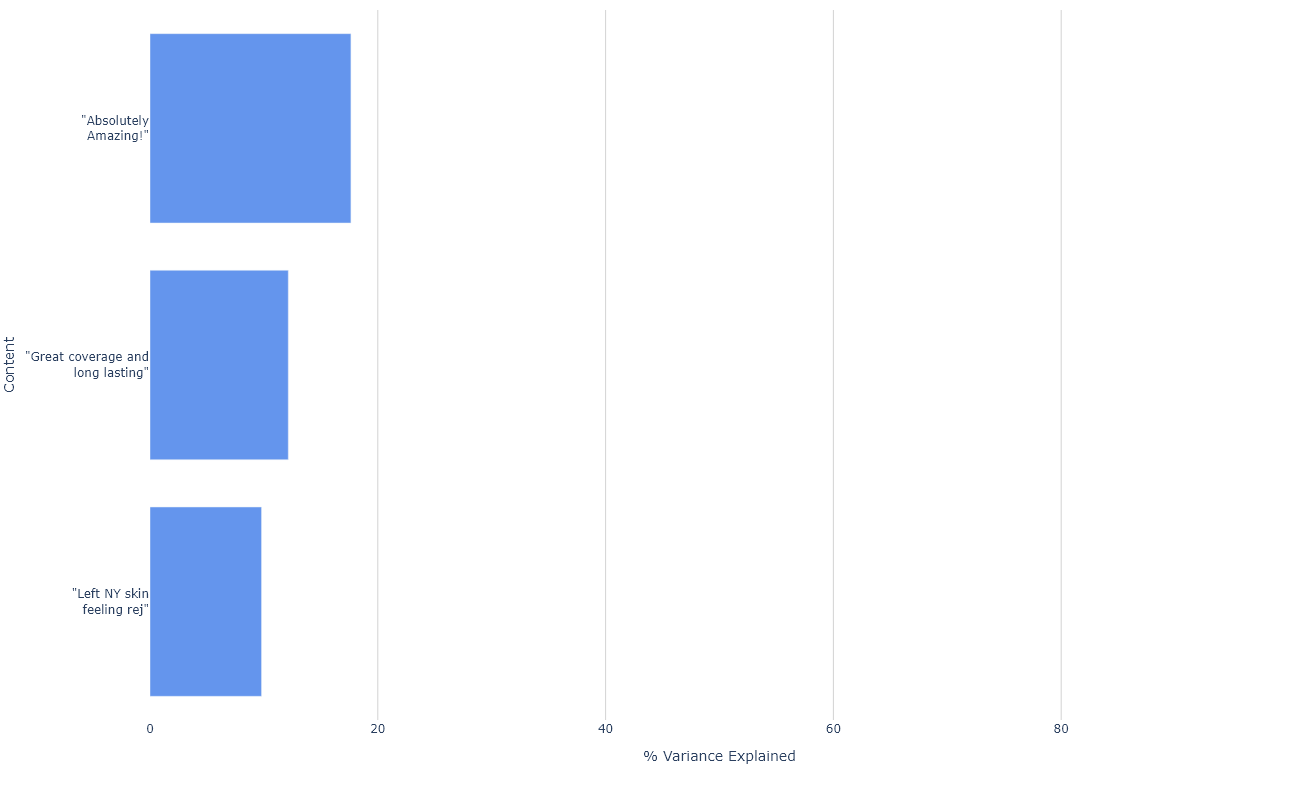 "Absolutely
Amazing!"
"Great coverage and
long lasting"
"Left NY skin
feeling rej"
Content
0
20
40
60
80
% Variance Explained